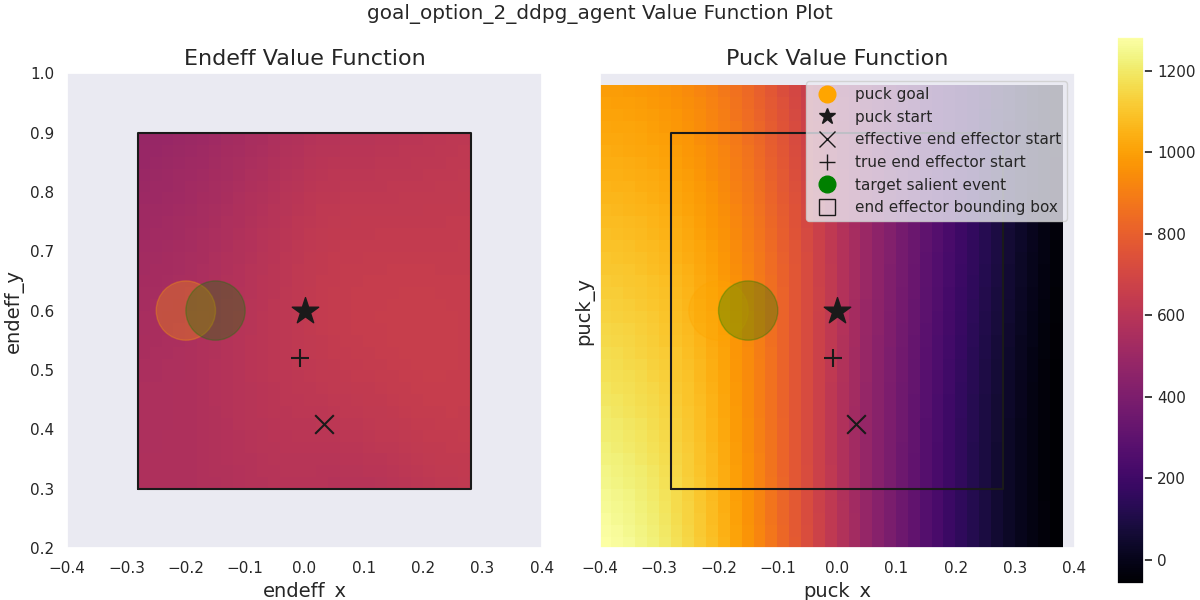 goal_option_2_ddpg_agent Value Function Plot
Endeff Value Function
1.0
0.9
0.8
0.7
0.6
0.5
0.4
0.3
0.2
endeff_y
−0.4 −0.3 −0.2 −0.1 0.0 0.1 0.2 0.3 0.4
endeff_x
Puck Value Function
puck goal
puck start
effective end effector start
true end effector start
target salient event
end effector bounding box
puck_y
−0.4 −0.3 −0.2 −0.1 0.0 0.1 0.2 0.3 0.4
puck_x
1200
1000
800
600
400
200
0